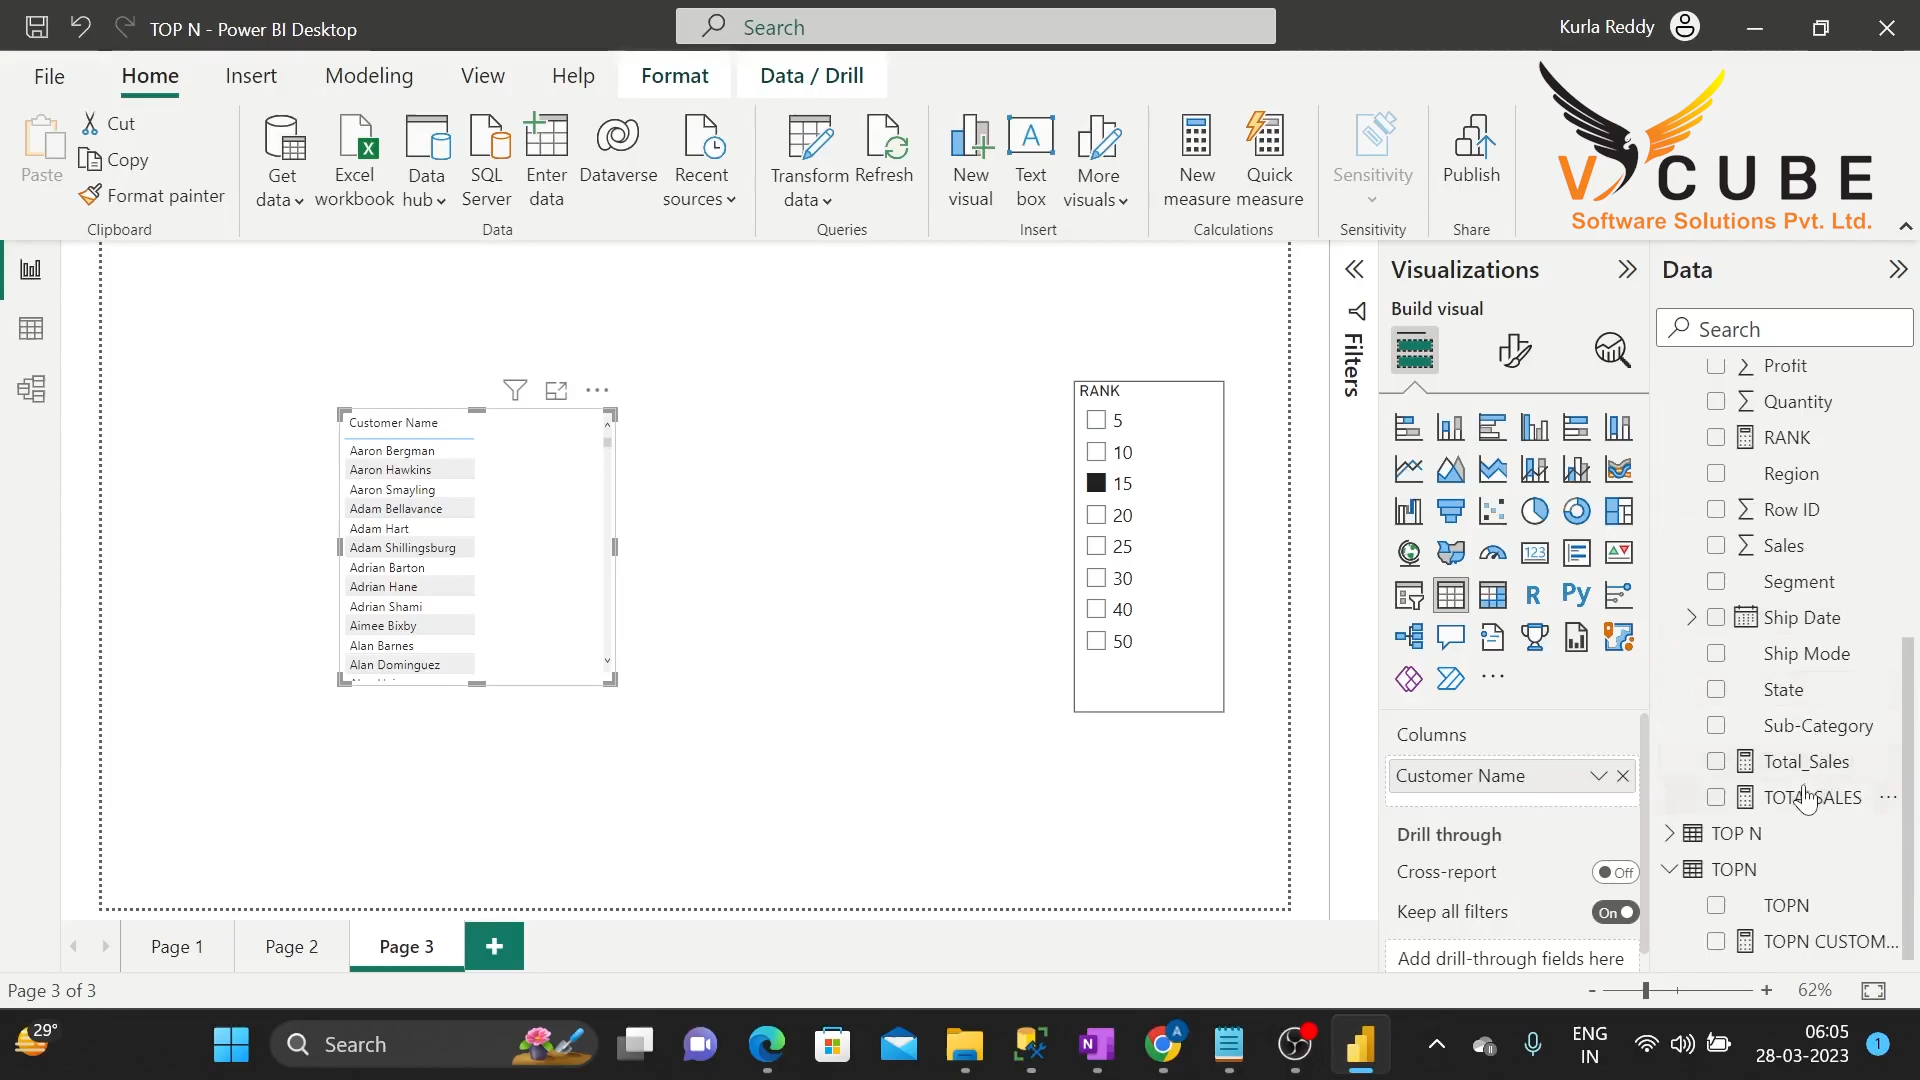 TOP N - Power BI Desktop
Search
Kurla Reddy
File
Home
Insert
Modeling
View
Help
Format
Data / Drill
Paste
Cut
Copy
Format painter
Clipboard
Get data
Excel workbook
Data hub
SQL Server
Enter data
Dataverse
Recent sources
Data
Transform data
Refresh
Queries
New visual
Text box
More visuals
Insert
New measure
Quick measure
Calculations
Sensitivity
Sensitivity
Publish
Share
V CUBE
Software Solutions Pvt. Ltd.
Customer Name
Aaron Bergman
Aaron Hawkins
Aaron Smayling
Adam Bellavance
Adam Hart
Adam Shillingsburg
Adrian Barton
Adrian Hane
Adrian Shami
Aimee Bixby
Alan Barnes
Alan Dominguez
RANK
5
10
15
20
25
30
40
50
Filters
Visualizations
Build visual
123
R
Py
Columns
Customer Name
Drill through
Cross-report
Off
Keep all filters
On
Add drill-through fields here
Data
Search
Profit
Quantity
RANK
Region
Row ID
Sales
Segment
Ship Date
Ship Mode
State
Sub-Category
Total_Sales
TOP N
TOPN
TOPN
TOPN CUSTOM...
Page 1
Page 2
Page 3
Page 3 of 3
62%
29°
Search
ENG
IN
06:05
28-03-2023
1